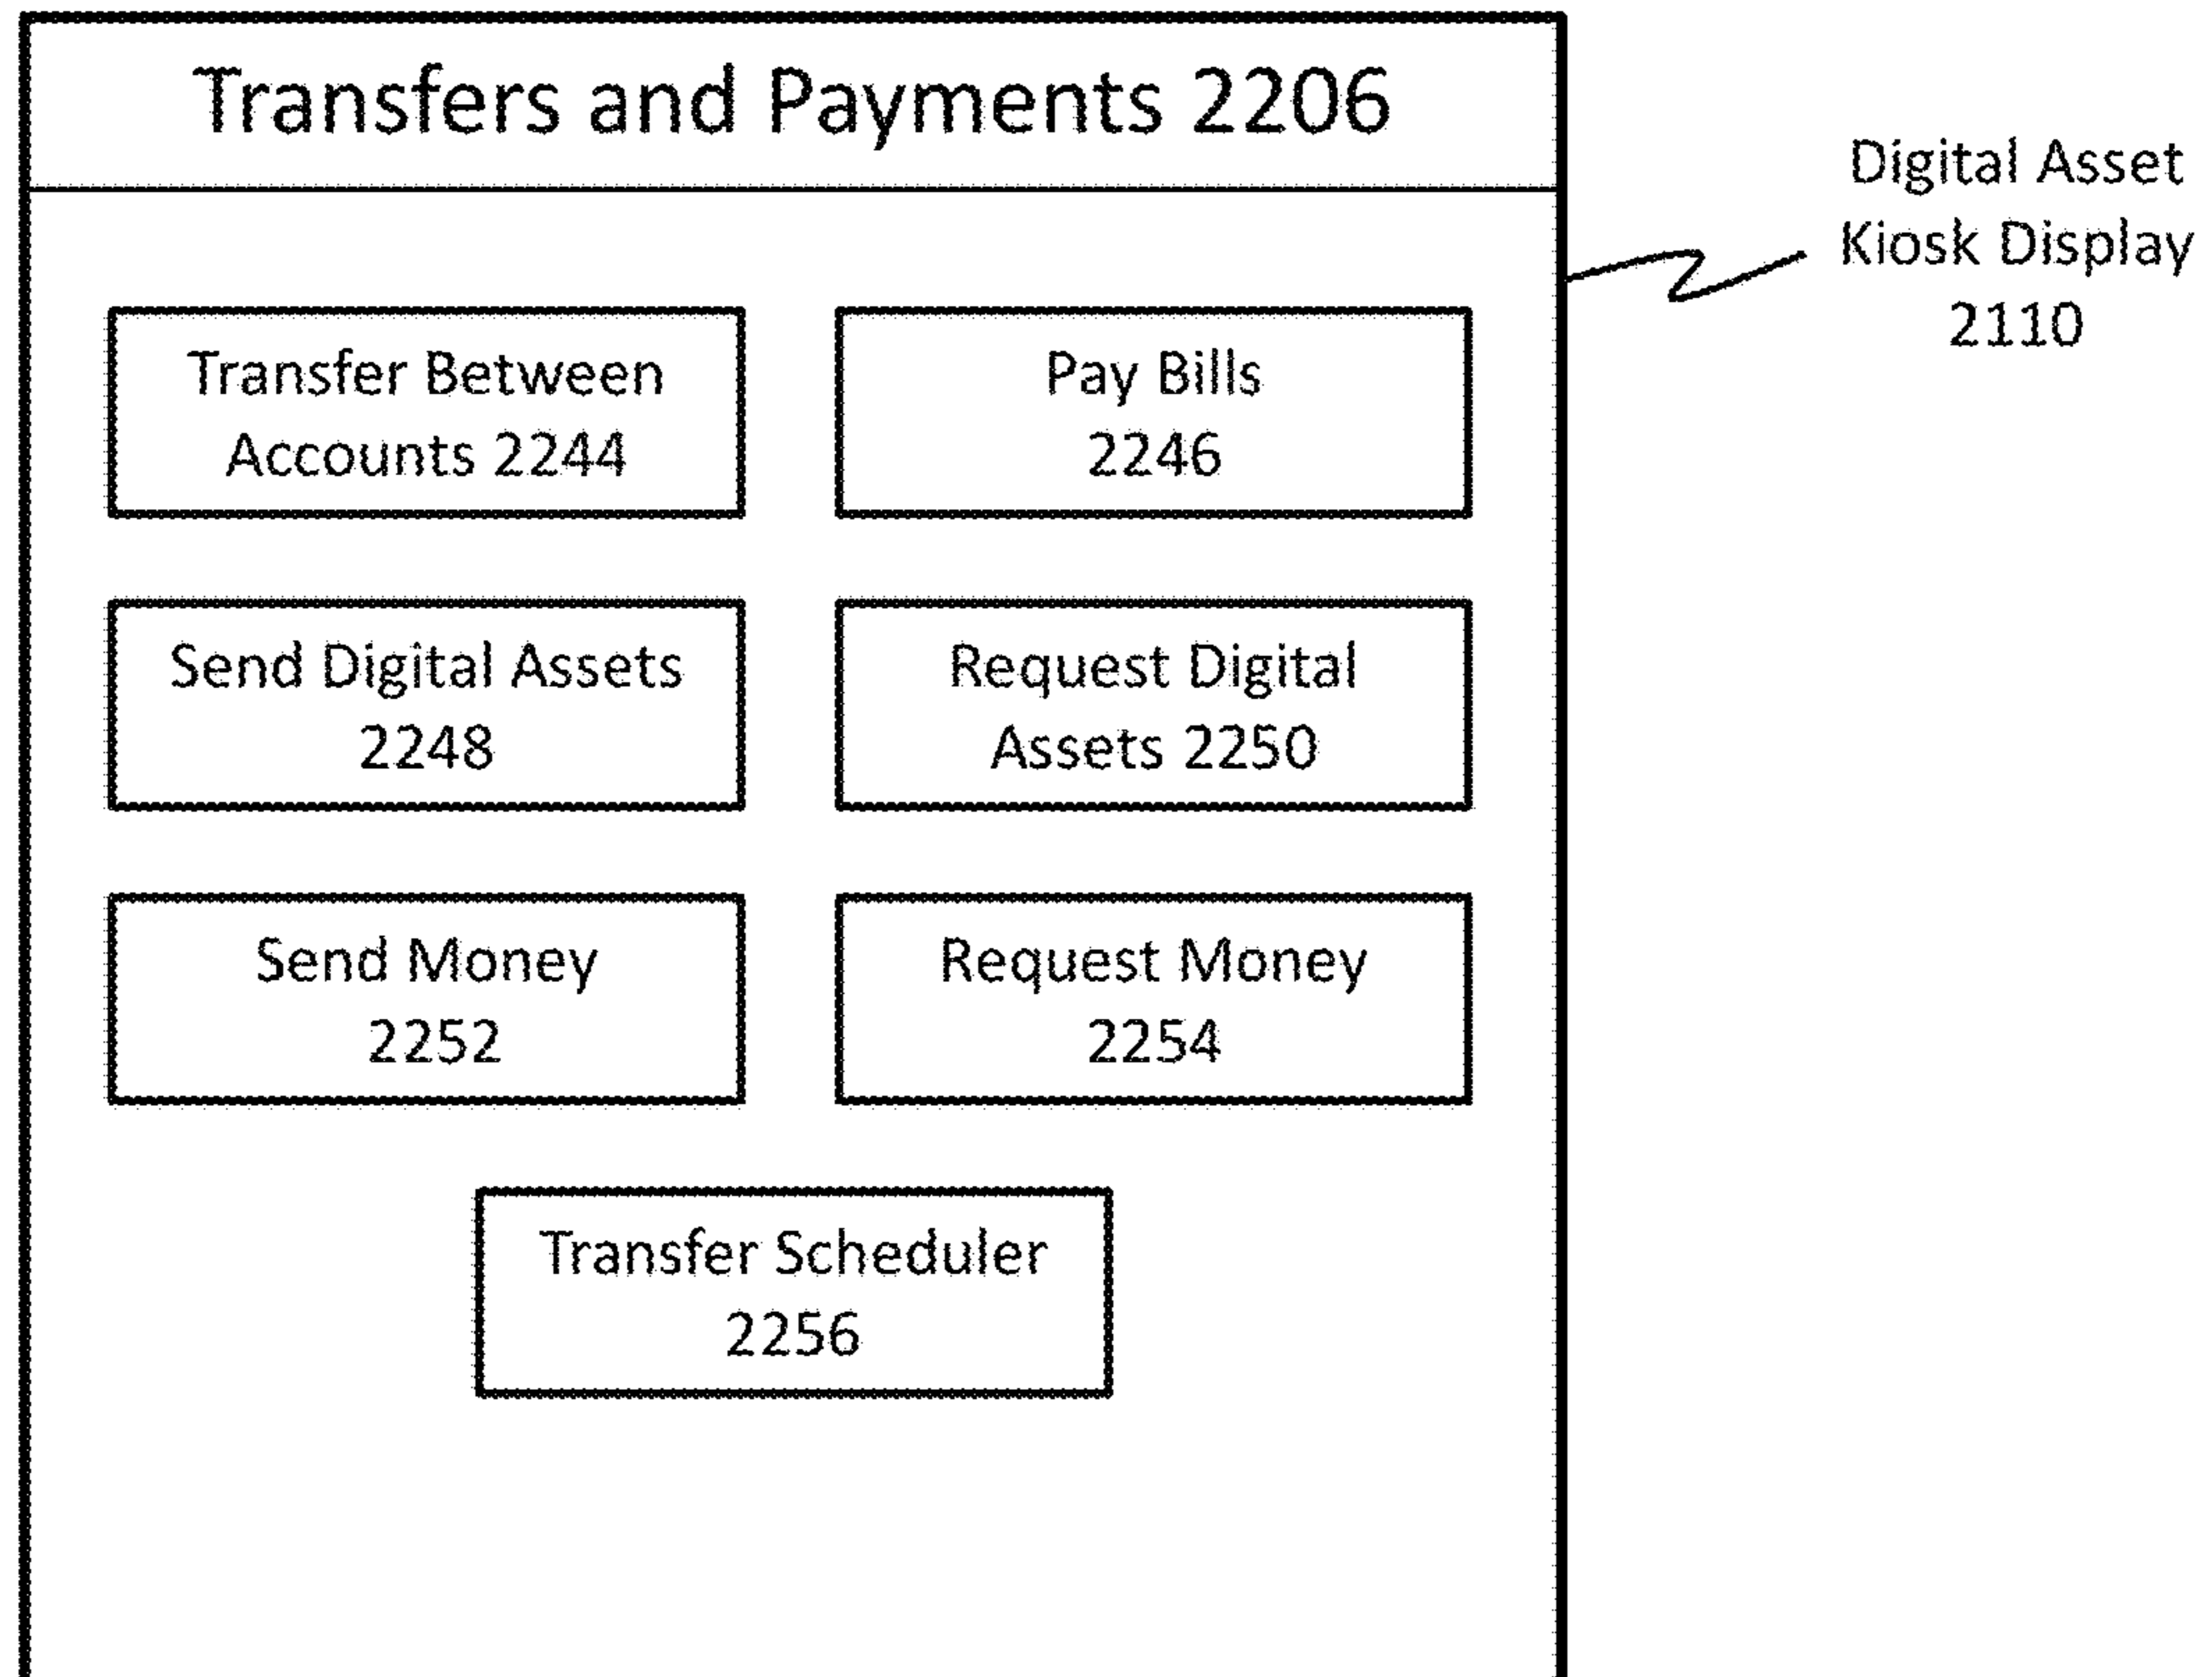 Transfers and Payments 2206
Digital Asset
Kiosk Display
2110
Transfer Between
Accounts 2244
Pay Bills
2246
Send Digital Assets
2248
Request Digital
Assets 2250
Send Money
2252
Request Money
2254
Transfer Scheduler
2256